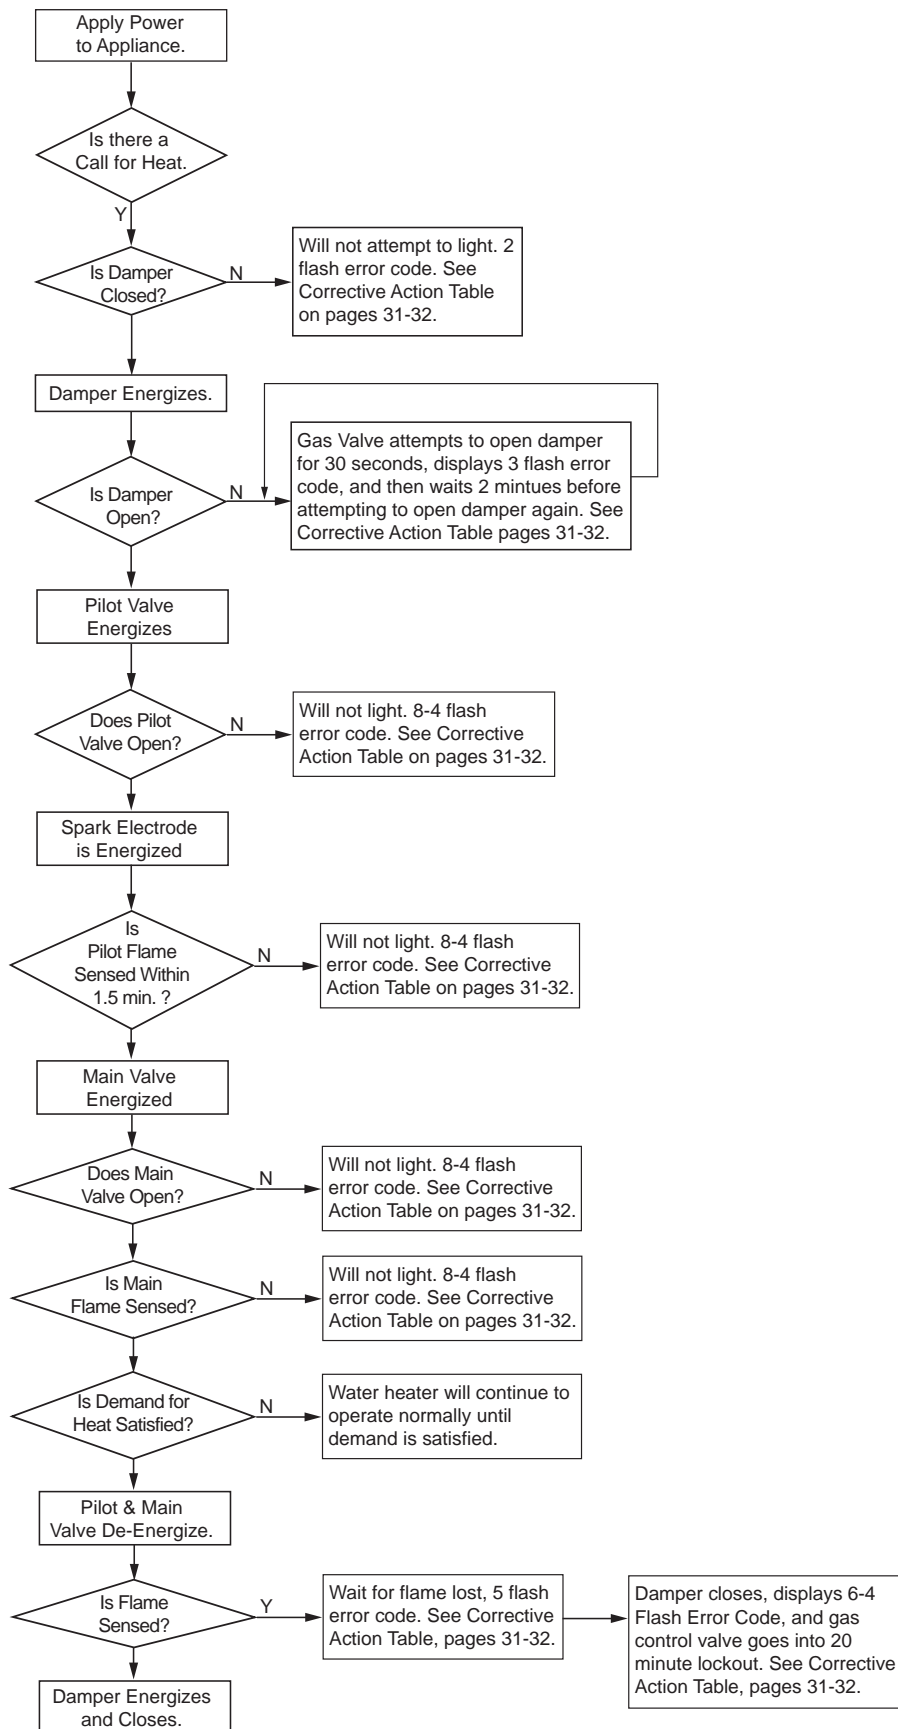 Apply Power
to Appliance.
Is there a
Call for Heat.
Y
Is Damper
Closed?
N
Will not attempt to light. 2
flash error code. See
Corrective Action Table
on pages 31-32.
Damper Energizes.
Is Damper
Open?
N
Gas Valve attempts to open damper
for 30 seconds, displays 3 flash error
code, and then waits 2 mintues before
attempting to open damper again. See
Corrective Action Table pages 31-32.
Pilot Valve
Energizes
Does Pilot
Valve Open?
N
Will not light. 8-4 flash
error code. See Corrective
Action Table on pages 31-32.
Spark Electrode
is Energized
Is
Pilot Flame
Sensed Within
1.5 min. ?
N
Will not light. 8-4 flash
error code. See Corrective
Action Table on pages 31-32.
Main Valve
Energized
Does Main
Valve Open?
N
Will not light. 8-4 flash
error code. See Corrective
Action Table on pages 31-32.
Is Main
Flame Sensed?
N
Will not light. 8-4 flash
error code. See Corrective
Action Table on pages 31-32.
Is Demand for
Heat Satisfied?
N
Water heater will continue to
operate normally until
demand is satisfied.
Pilot & Main
Valve De-Energize.
Is Flame
Sensed?
Y
Wait for flame lost, 5 flash
error code. See Corrective
Action Table, pages 31-32.
Damper closes, displays 6-4
Flash Error Code, and gas
control valve goes into 20
minute lockout. See Corrective
Action Table, pages 31-32.
Damper Energizes
and Closes.